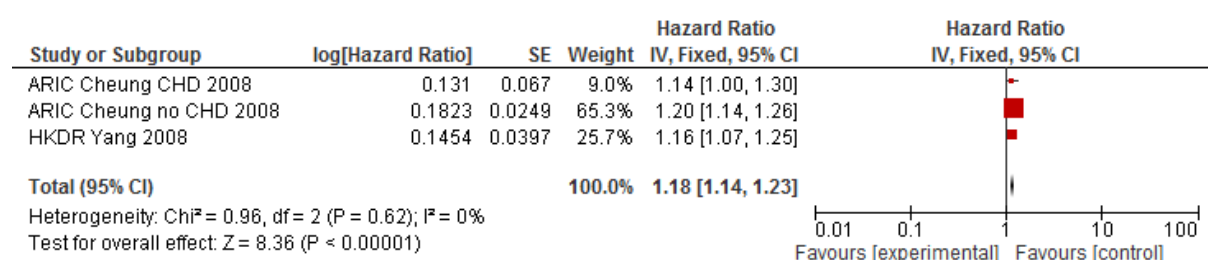 Hazard Ratio Hazard Ratio
Study or Subgroup log[Hazard Ratio] SE Weight IV, Fixed, 95% CI IV, Fixed, 95% CI
ARIC Cheung CHD 2008 0.131 0.067 9.0% 1.14 [1.00, 1.30]
ARIC Cheung no CHD 2008 0.1823 0.0249 65.3% 1.20 [1.14, 1.26]
HKDR Yang 2008 0.1454 0.0397 25.7% 1.16 [1.07, 1.25]
Total (95% CI) 100.0% 1.18 [1.14, 1.23]
Heterogeneity: Chi² = 0.96, df = 2 (P = 0.62); I² = 0%
Test for overall effect: Z = 8.36 (P < 0.00001)
0.01 0.1 1 10 100
Favours [experimental] Favours [control]